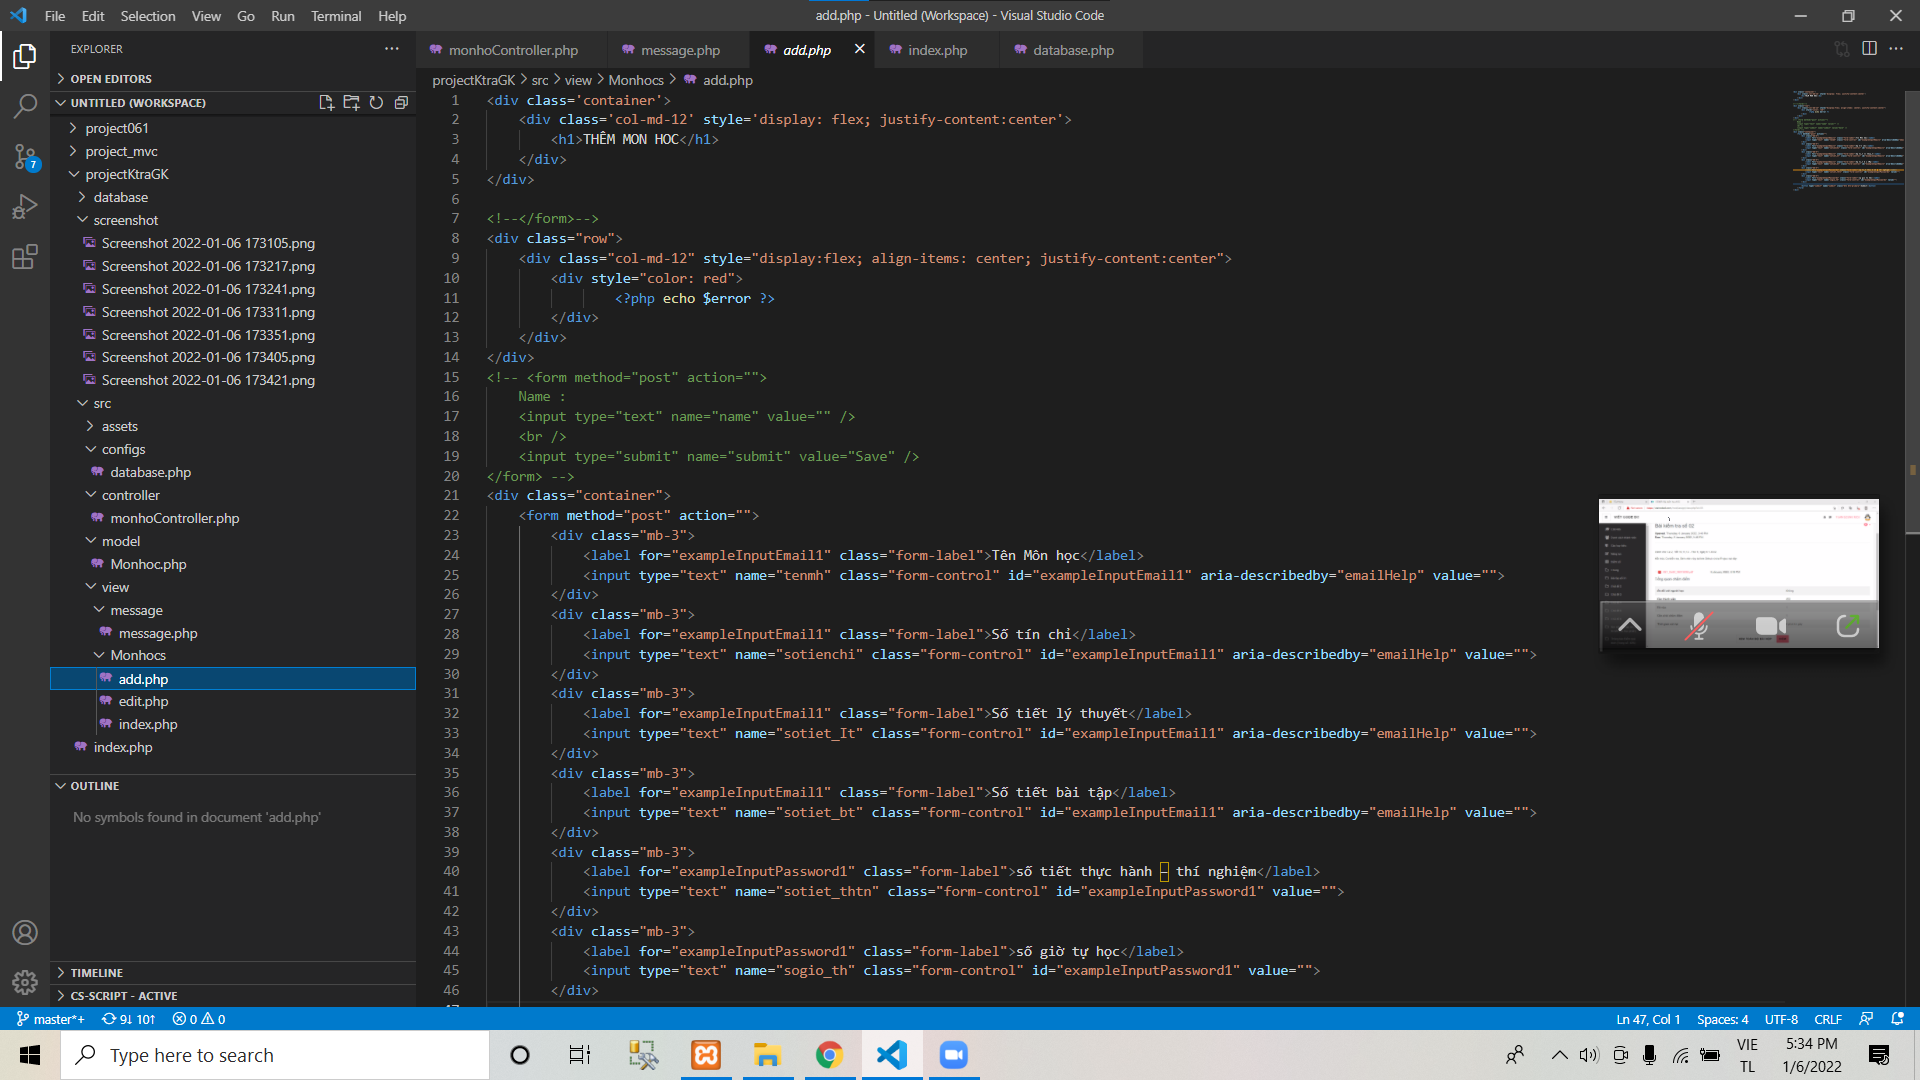 File Edit Selection View Go Run Terminal Help
add.php - Untitled (Workspace) - Visual Studio Code
EXPLORER
OPEN EDITORS
UNTITLED (WORKSPACE)
project061
project_mvc
projectKtraGK
database
screenshot
Screenshot 2022-01-06 173105.png
Screenshot 2022-01-06 173217.png
Screenshot 2022-01-06 173241.png
Screenshot 2022-01-06 173311.png
Screenshot 2022-01-06 173351.png
Screenshot 2022-01-06 173405.png
Screenshot 2022-01-06 173421.png
src
assets
configs
database.php
controller
monhoController.php
model
Monhoc.php
view
message
message.php
Monhocs
add.php
edit.php
index.php
index.php
OUTLINE
No symbols found in document 'add.php'
TIMELINE
CS-SCRIPT - ACTIVE
7
monhoController.php message.php add.php index.php database.php
projectKtraGK > src > view > Monhocs > add.php
1 <div class='container'>
2 <div class='col-md-12' style='display: flex; justify-content:center'>
3 <h1>THÊM MON HOC</h1>
4 </div>
5 </div>
6
7 <!--</form>-->
8 <div class="row">
9 <div class="col-md-12" style="display:flex; align-items: center; justify-content:center">
10 <div style="color: red">
11 <?php echo $error ?>
12 </div>
13 </div>
14 </div>
15 <!-- <form method="post" action="">
16 Name :
17 <input type="text" name="name" value="" />
18 <br />
19 <input type="submit" name="submit" value="Save" />
20 </form> -->
21 <div class="container">
22 <form method="post" action="">
23 <div class="mb-3">
24 <label for="exampleInputEmail1" class="form-label">Tên Môn học</label>
25 <input type="text" name="tenmh" class="form-control" id="exampleInputEmail1" aria-describedby="emailHelp" value="">
26 </div>
27 <div class="mb-3">
28 <label for="exampleInputEmail1" class="form-label">Số tín chỉ</label>
29 <input type="text" name="sotienchi" class="form-control" id="exampleInputEmail1" aria-describedby="emailHelp" value="">
30 </div>
31 <div class="mb-3">
32 <label for="exampleInputEmail1" class="form-label">Số tiết lý thuyết</label>
33 <input type="text" name="sotiet_It" class="form-control" id="exampleInputEmail1" aria-describedby="emailHelp" value="">
34 </div>
35 <div class="mb-3">
36 <label for="exampleInputEmail1" class="form-label">Số tiết bài tập</label>
37 <input type="text" name="sotiet_bt" class="form-control" id="exampleInputEmail1" aria-describedby="emailHelp" value="">
38 </div>
39 <div class="mb-3">
40 <label for="exampleInputPassword1" class="form-label">số tiết thực hành – thí nghiệm</label>
41 <input type="text" name="sotiet_thtn" class="form-control" id="exampleInputPassword1" value="">
42 </div>
43 <div class="mb-3">
44 <label for="exampleInputPassword1" class="form-label">số giờ tự học</label>
45 <input type="text" name="sogio_th" class="form-control" id="exampleInputPassword1" value="">
46 </div>
47
Bài kiểm tra số 02
master*+ 9↓ 10↑ 0 0
Ln 47, Col 1 Spaces: 4 UTF-8 CRLF
Type here to search
VIE
TL
5:34 PM
1/6/2022